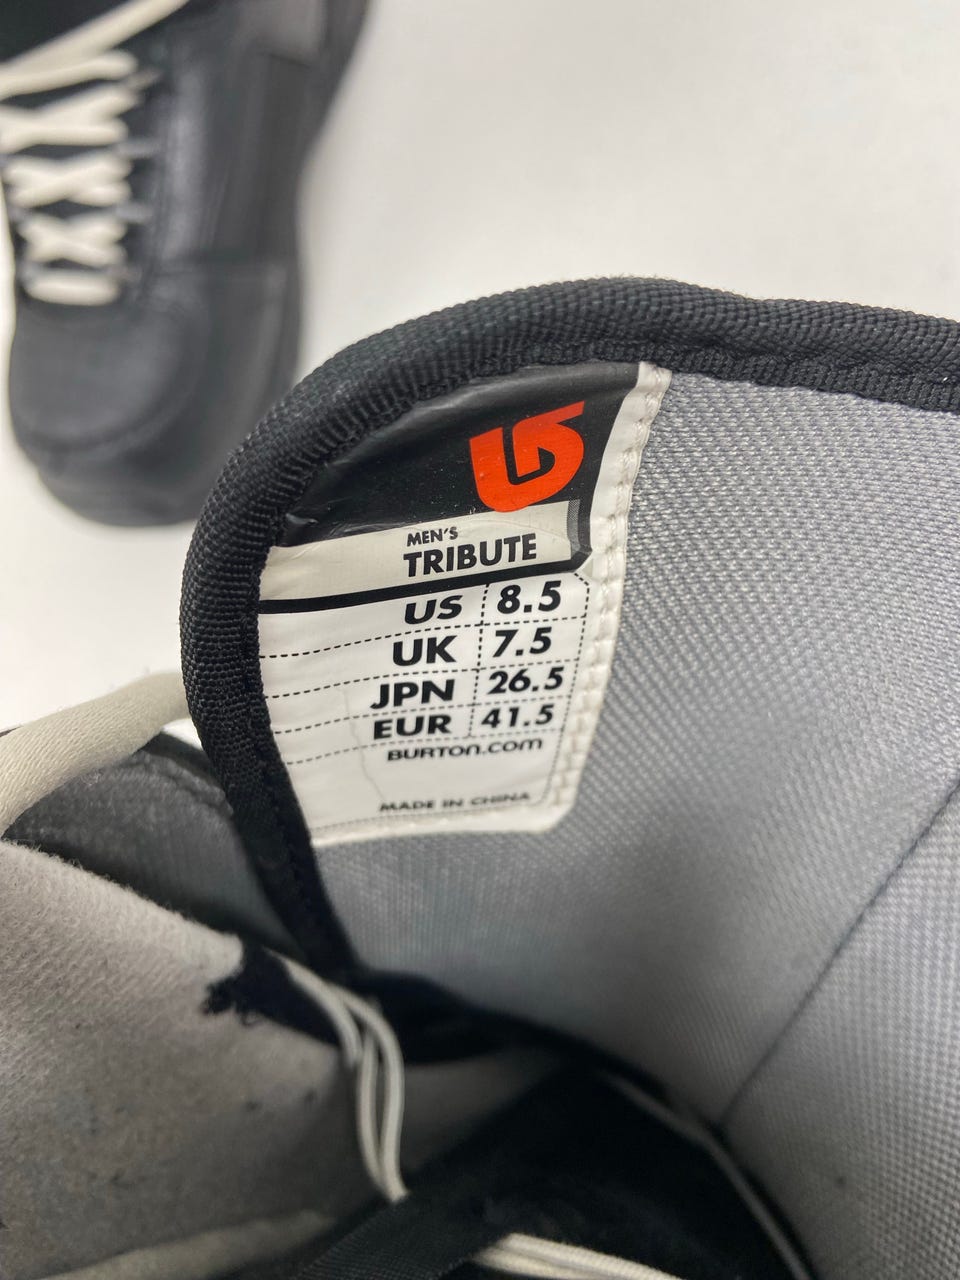 MEN'S
TRIBUTE
US 8.5
UK 7.5
JPN 26.5
EUR 41.5
BURTON.COM
MADE IN CHINA